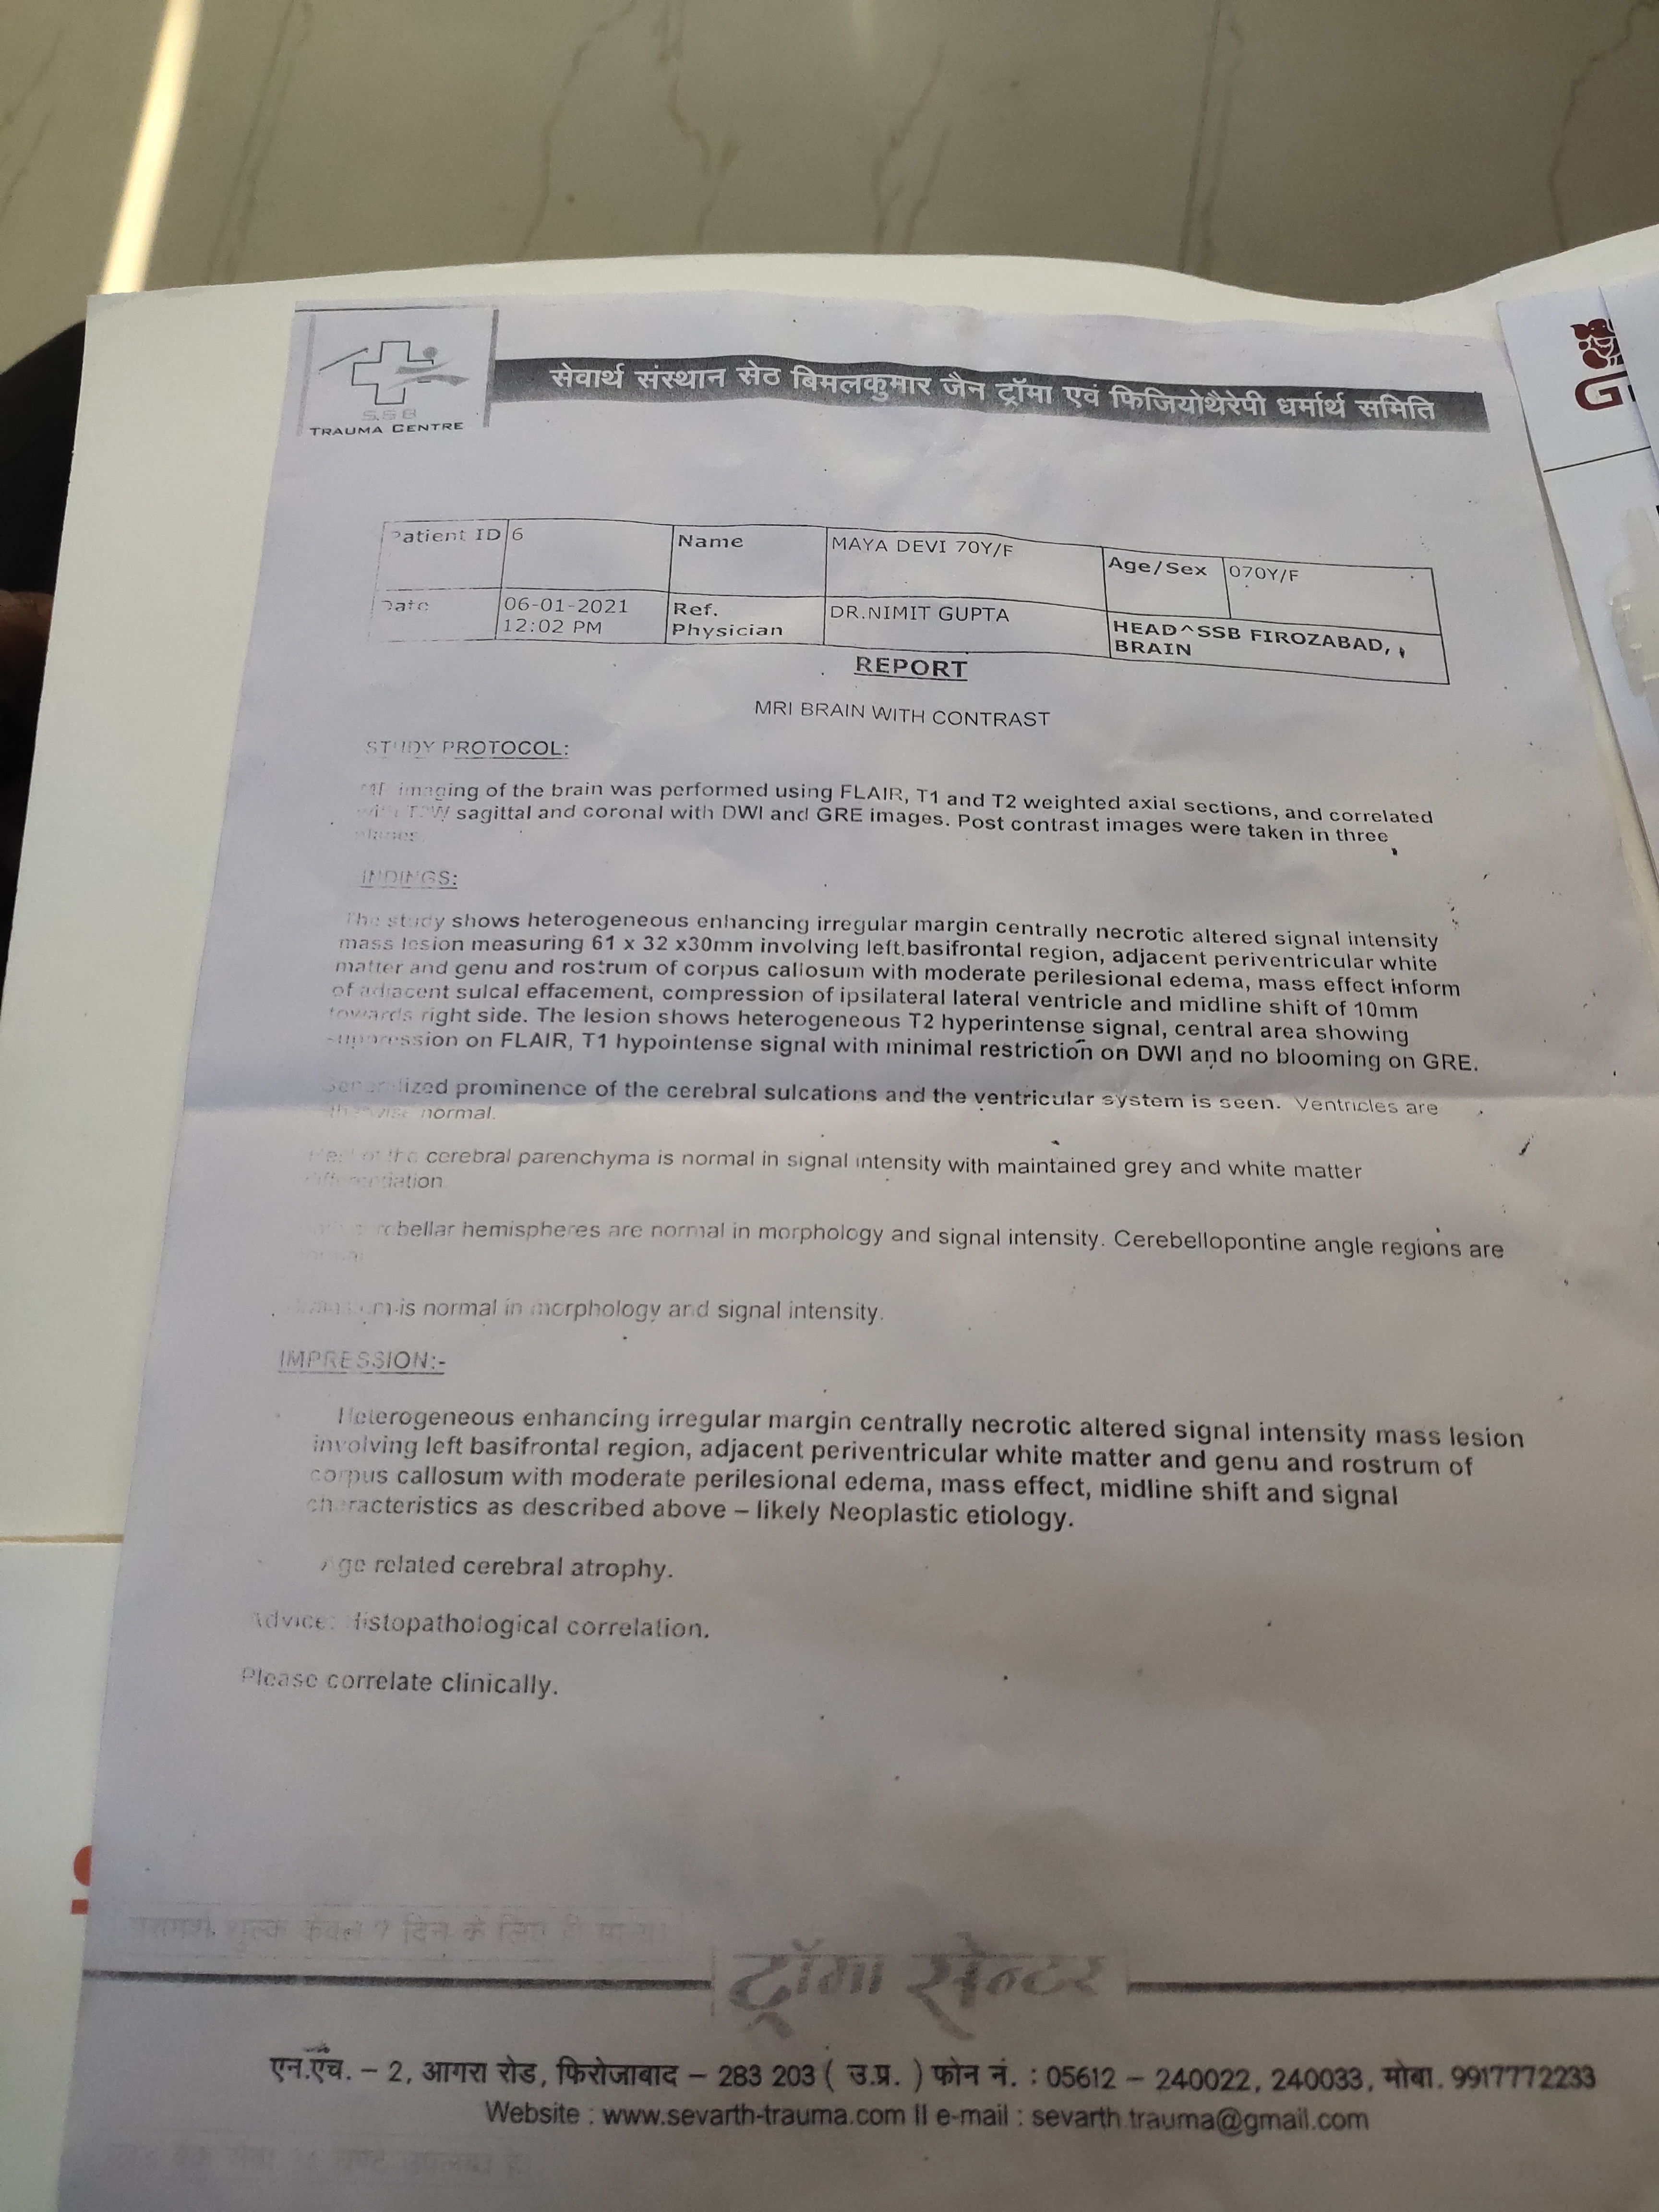 S.S.B
TRAUMA CENTRE
सेवार्थ संस्थान सेठ बिमलकुमार जैन ट्रॉमा एवं फिजियोथैरेपी धर्मार्थ समिति
G
Patient ID 6 Name MAYA DEVI 70Y/F Age/Sex 070Y/F
Date 06-01-2021 12:02 PM Ref. Physician DR.NIMIT GUPTA HEAD^SSB FIROZABAD, BRAIN
REPORT
MRI BRAIN WITH CONTRAST
STUDY PROTOCOL:
MR imaging of the brain was performed using FLAIR, T1 and T2 weighted axial sections, and correlated
with T2W sagittal and coronal with DWI and GRE images. Post contrast images were taken in three
planes.
INDINGS:
The study shows heterogeneous enhancing irregular margin centrally necrotic altered signal intensity
mass lesion measuring 61 x 32 x30mm involving left basifrontal region, adjacent periventricular white
matter and genu and rostrum of corpus callosum with moderate perilesional edema, mass effect inform
of adjacent sulcal effacement, compression of ipsilateral lateral ventricle and midline shift of 10mm
towards right side. The lesion shows heterogeneous T2 hyperintense signal, central area showing
suppression on FLAIR, T1 hypointense signal with minimal restriction on DWI and no blooming on GRE.
Generalized prominence of the cerebral sulcations and the ventricular system is seen. Ventricles are
normal.
Rest of the cerebral parenchyma is normal in signal intensity with maintained grey and white matter
differentiation
hemispheres are normal in morphology and signal intensity. Cerebellopontine angle regions are
is normal in morphology and signal intensity.
IMPRESSION:-
Heterogeneous enhancing irregular margin centrally necrotic altered signal intensity mass lesion
involving left basifrontal region, adjacent periventricular white matter and genu and rostrum of
corpus callosum with moderate perilesional edema, mass effect, midline shift and signal
characteristics as described above – likely Neoplastic etiology.
Age related cerebral atrophy.
Advice: Histopathological correlation.
Please correlate clinically.
ट्रॉमा सेन्टर
एन.एच. – 2, आगरा रोड, फिरोजाबाद – 283 203 ( उ.प्र. ) फोन नं. : 05612 – 240022, 240033, मोबा. 9917772233
Website : www.sevarth-trauma.com II e-mail : sevarth.trauma@gmail.com